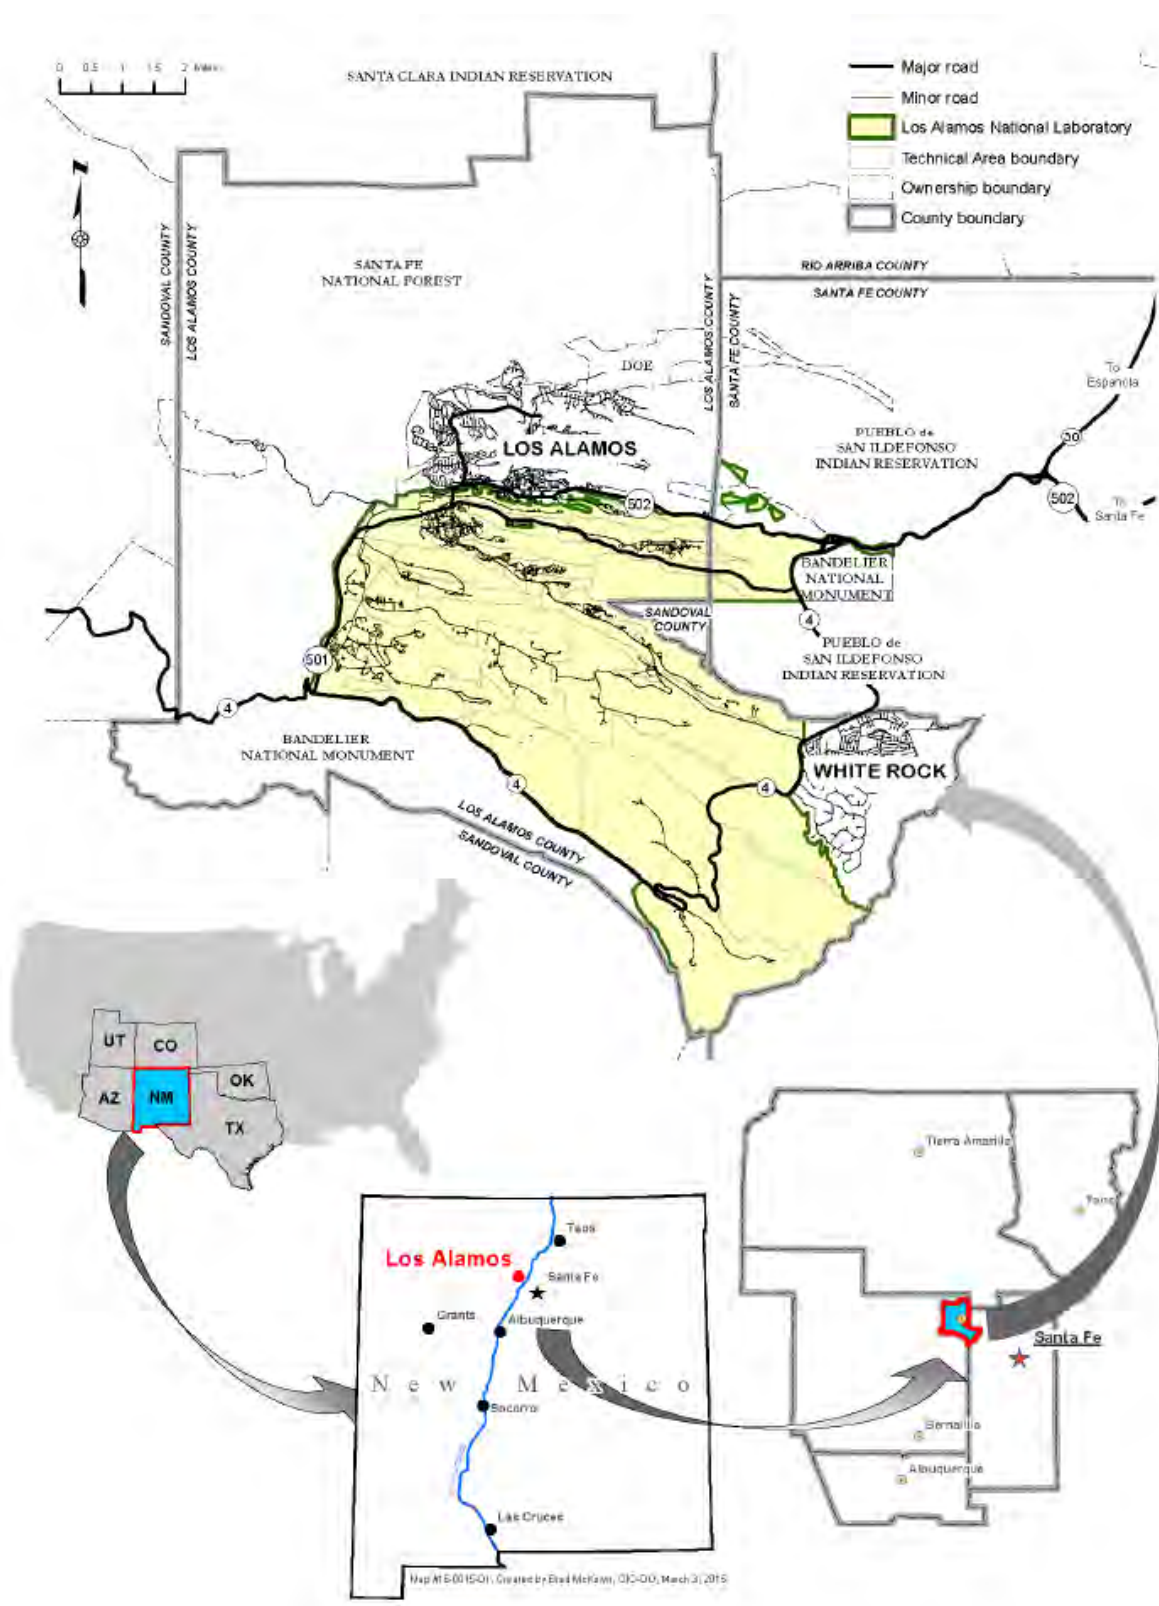 0 0.5 1 1.5 2 Miles
SANTA CLARA INDIAN RESERVATION
Major road
Minor road
Los Alamos National Laboratory
Technical Area boundary
Ownership boundary
County boundary
SANDOVAL COUNTY
LOS ALAMOS COUNTY
SANTA FE
NATIONAL FOREST
RIO ARRIBA COUNTY
SANTA FE COUNTY
LOS ALAMOS COUNTY
SANTA FE COUNTY
DOE
To
Espanola
LOS ALAMOS
PUEBLO de
SAN ILDEFONSO
INDIAN RESERVATION
30
502
502
To
Santa Fe
BANDELIER
NATIONAL
MONUMENT
SANDOVAL
COUNTY
4
PUEBLO de
SAN ILDEFONSO
INDIAN RESERVATION
501
4
BANDELIER
NATIONAL MONUMENT
WHITE ROCK
4
4
LOS ALAMOS COUNTY
SANDOVAL COUNTY
UT
CO
AZ
NM
OK
TX
Tierra Amarilla
Taos
Santa Fe
Bernalillo
Albuquerque
Taos
Los Alamos
Santa Fe
Grants
Albuquerque
New Mexico
Socorro
Las Cruces